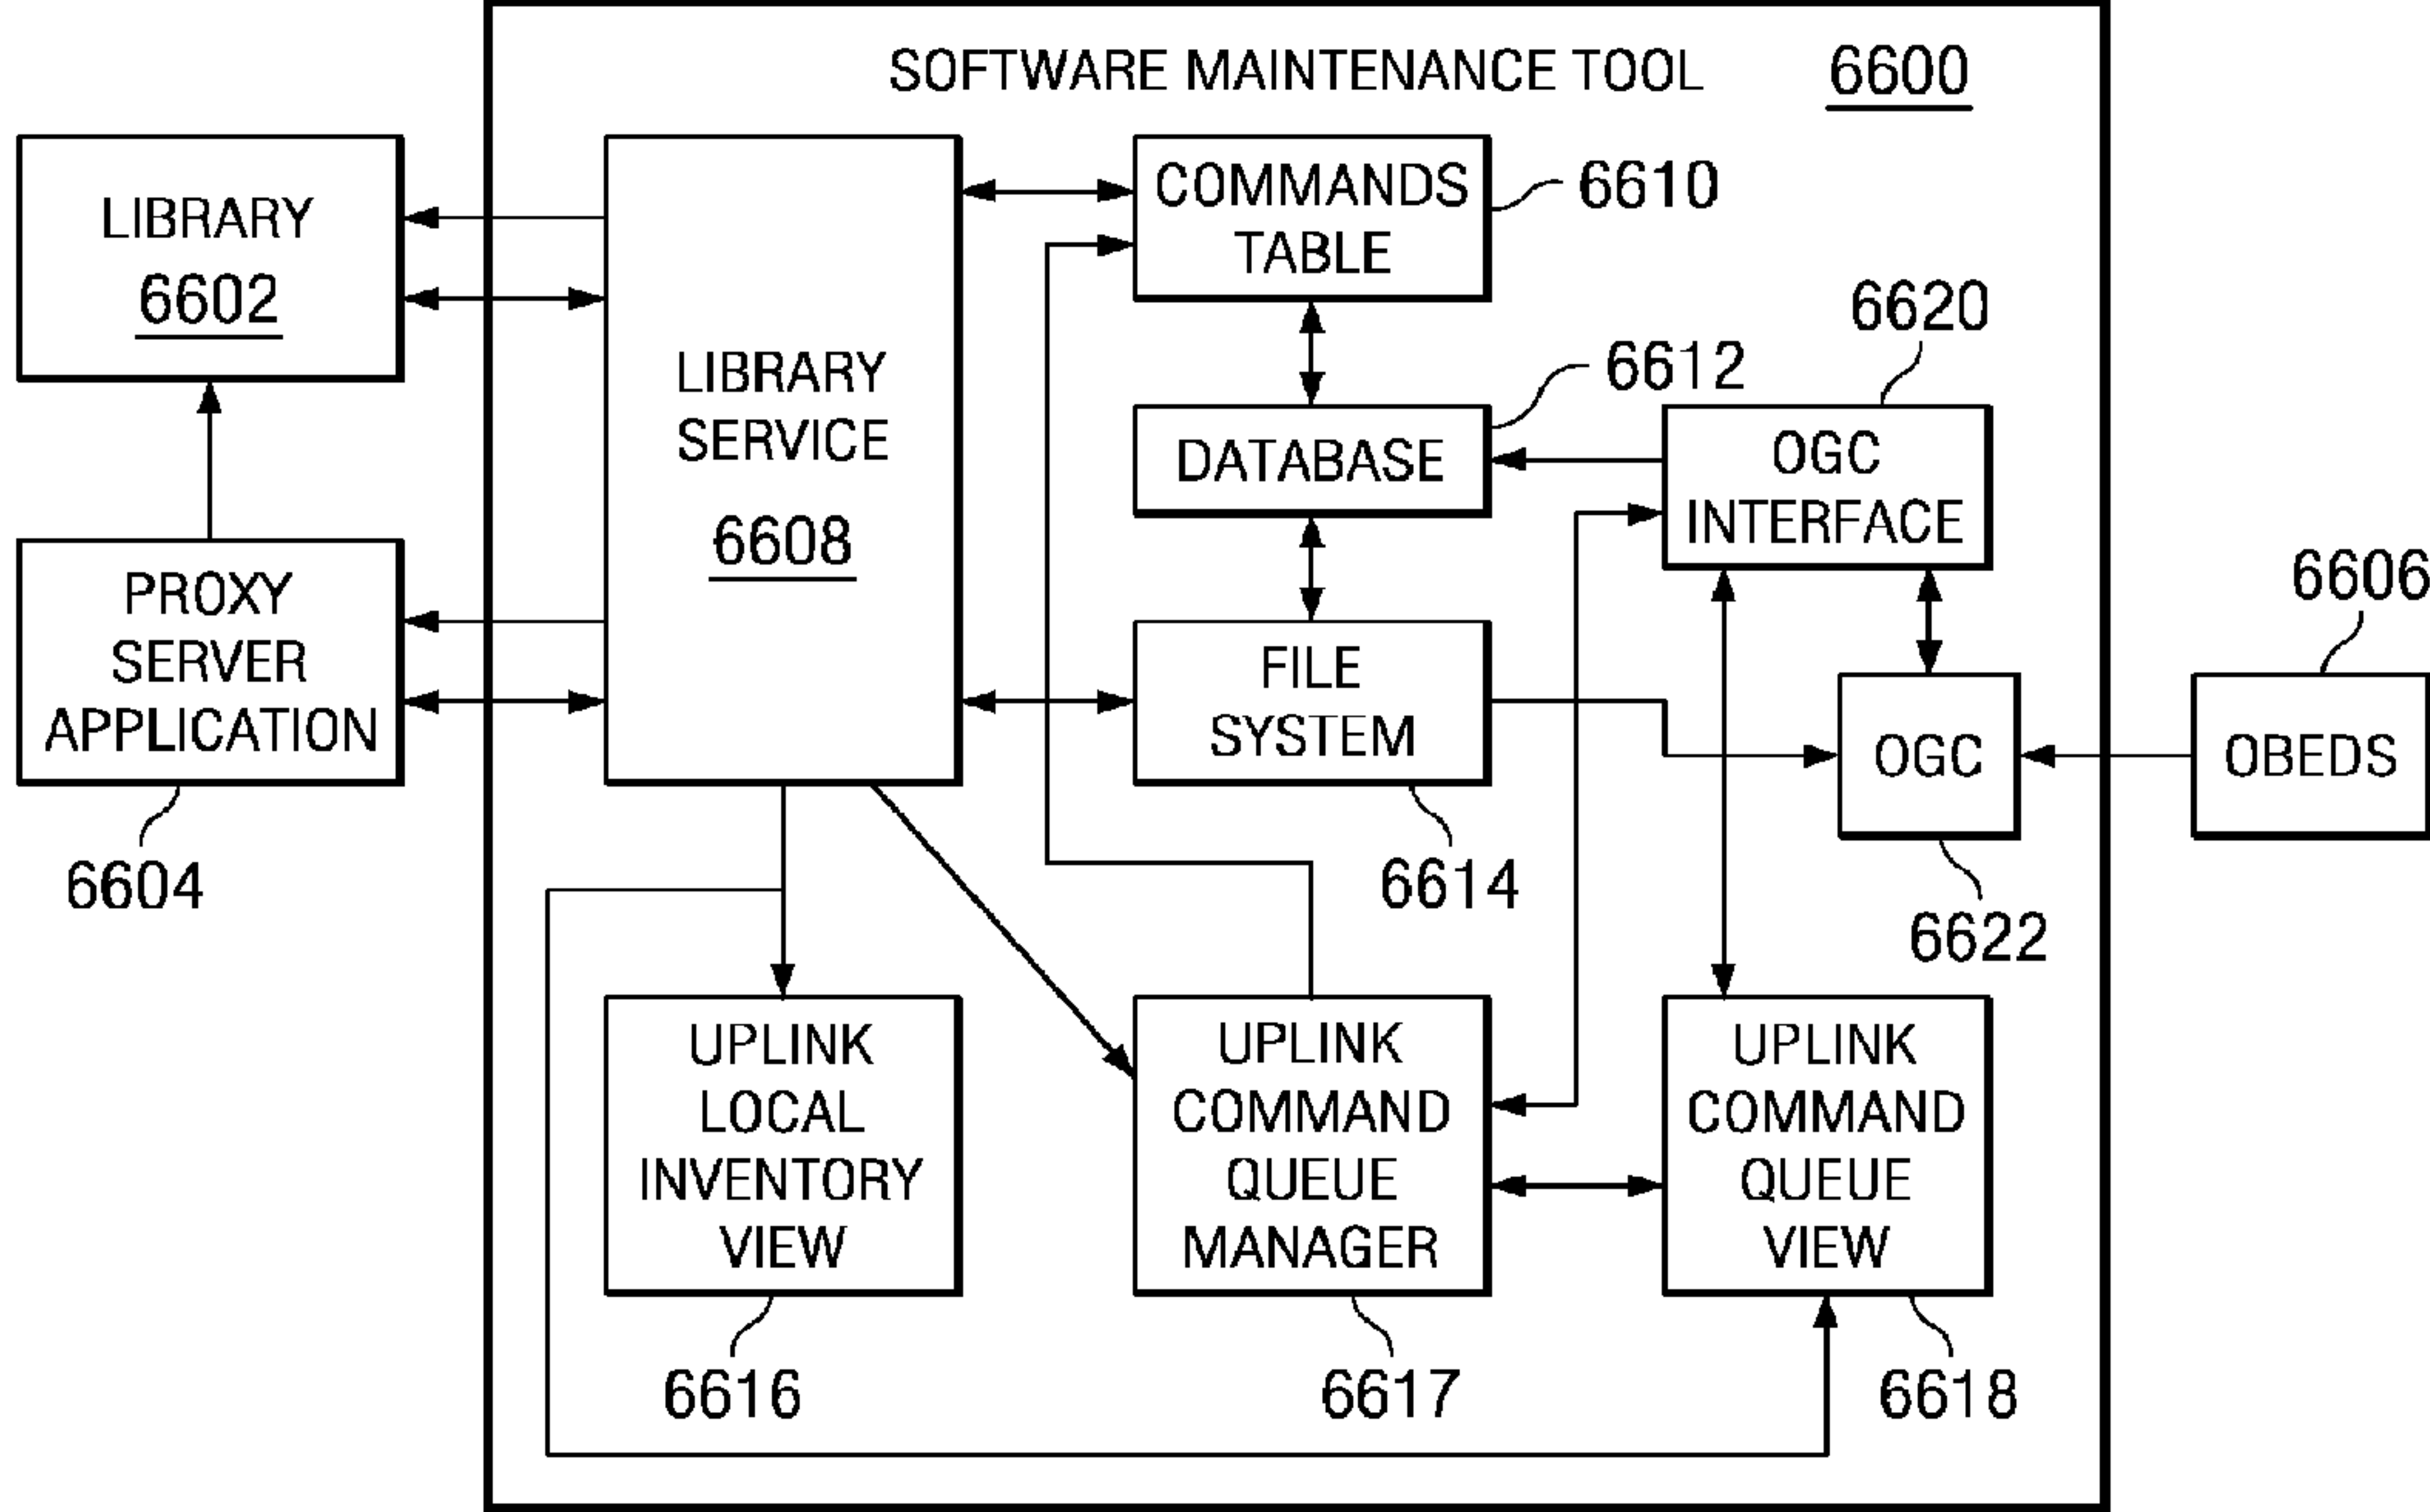 SOFTWARE MAINTENANCE TOOL
6600
LIBRARY
6602
PROXY
SERVER
APPLICATION
6604
LIBRARY
SERVICE
6608
COMMANDS
TABLE
6610
DATABASE
6612
FILE
SYSTEM
6614
OGC
INTERFACE
6620
OGC
6622
OBEDS
6606
UPLINK
LOCAL
INVENTORY
VIEW
6616
UPLINK
COMMAND
QUEUE
MANAGER
6617
UPLINK
COMMAND
QUEUE
VIEW
6618